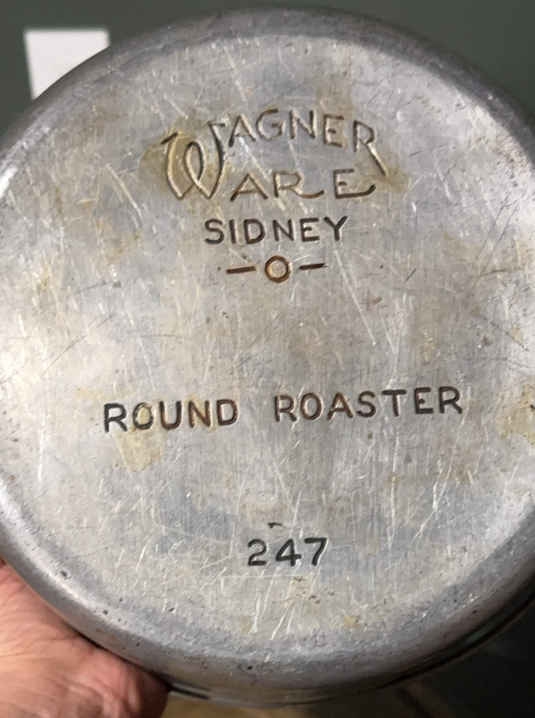 WAGNER
WARE
SIDNEY
-O-
ROUND ROASTER
247